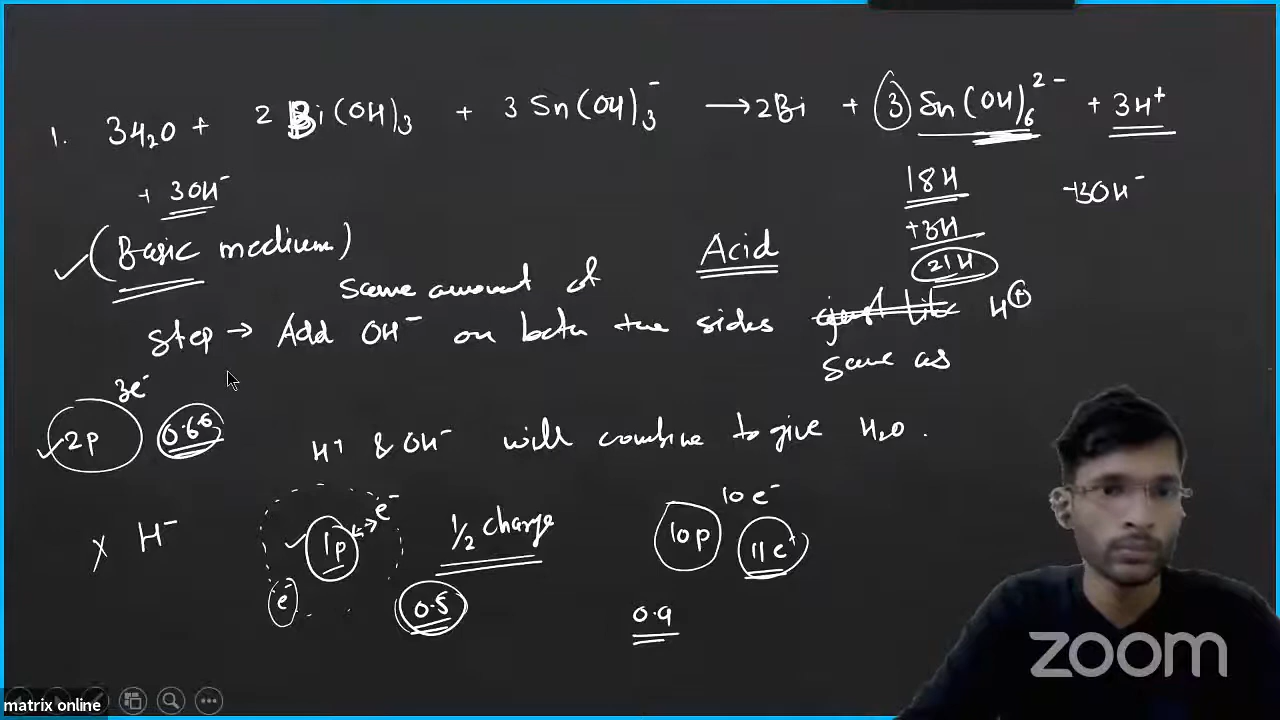 1. 3H₂O + 2 Bi(OH)₃ + 3 Sn(OH)₃⁻ → 2Bi + 3 Sn(OH)₆²⁻ + 3H⁺
+ 3OH⁻ 18H +3OH⁻
+3H
(Basic medium) Acid 21H
same amount of
Step → Add OH⁻ on both the sides H⊕
same as
3e⁻
2p 0.66 H⁺ & OH⁻ will combine to give H₂O.
10 e⁻
x H⁻ 1p e⁻ ½ charge 10p 11e⁻
e⁻ 0.5 0.9
zoom
matrix online